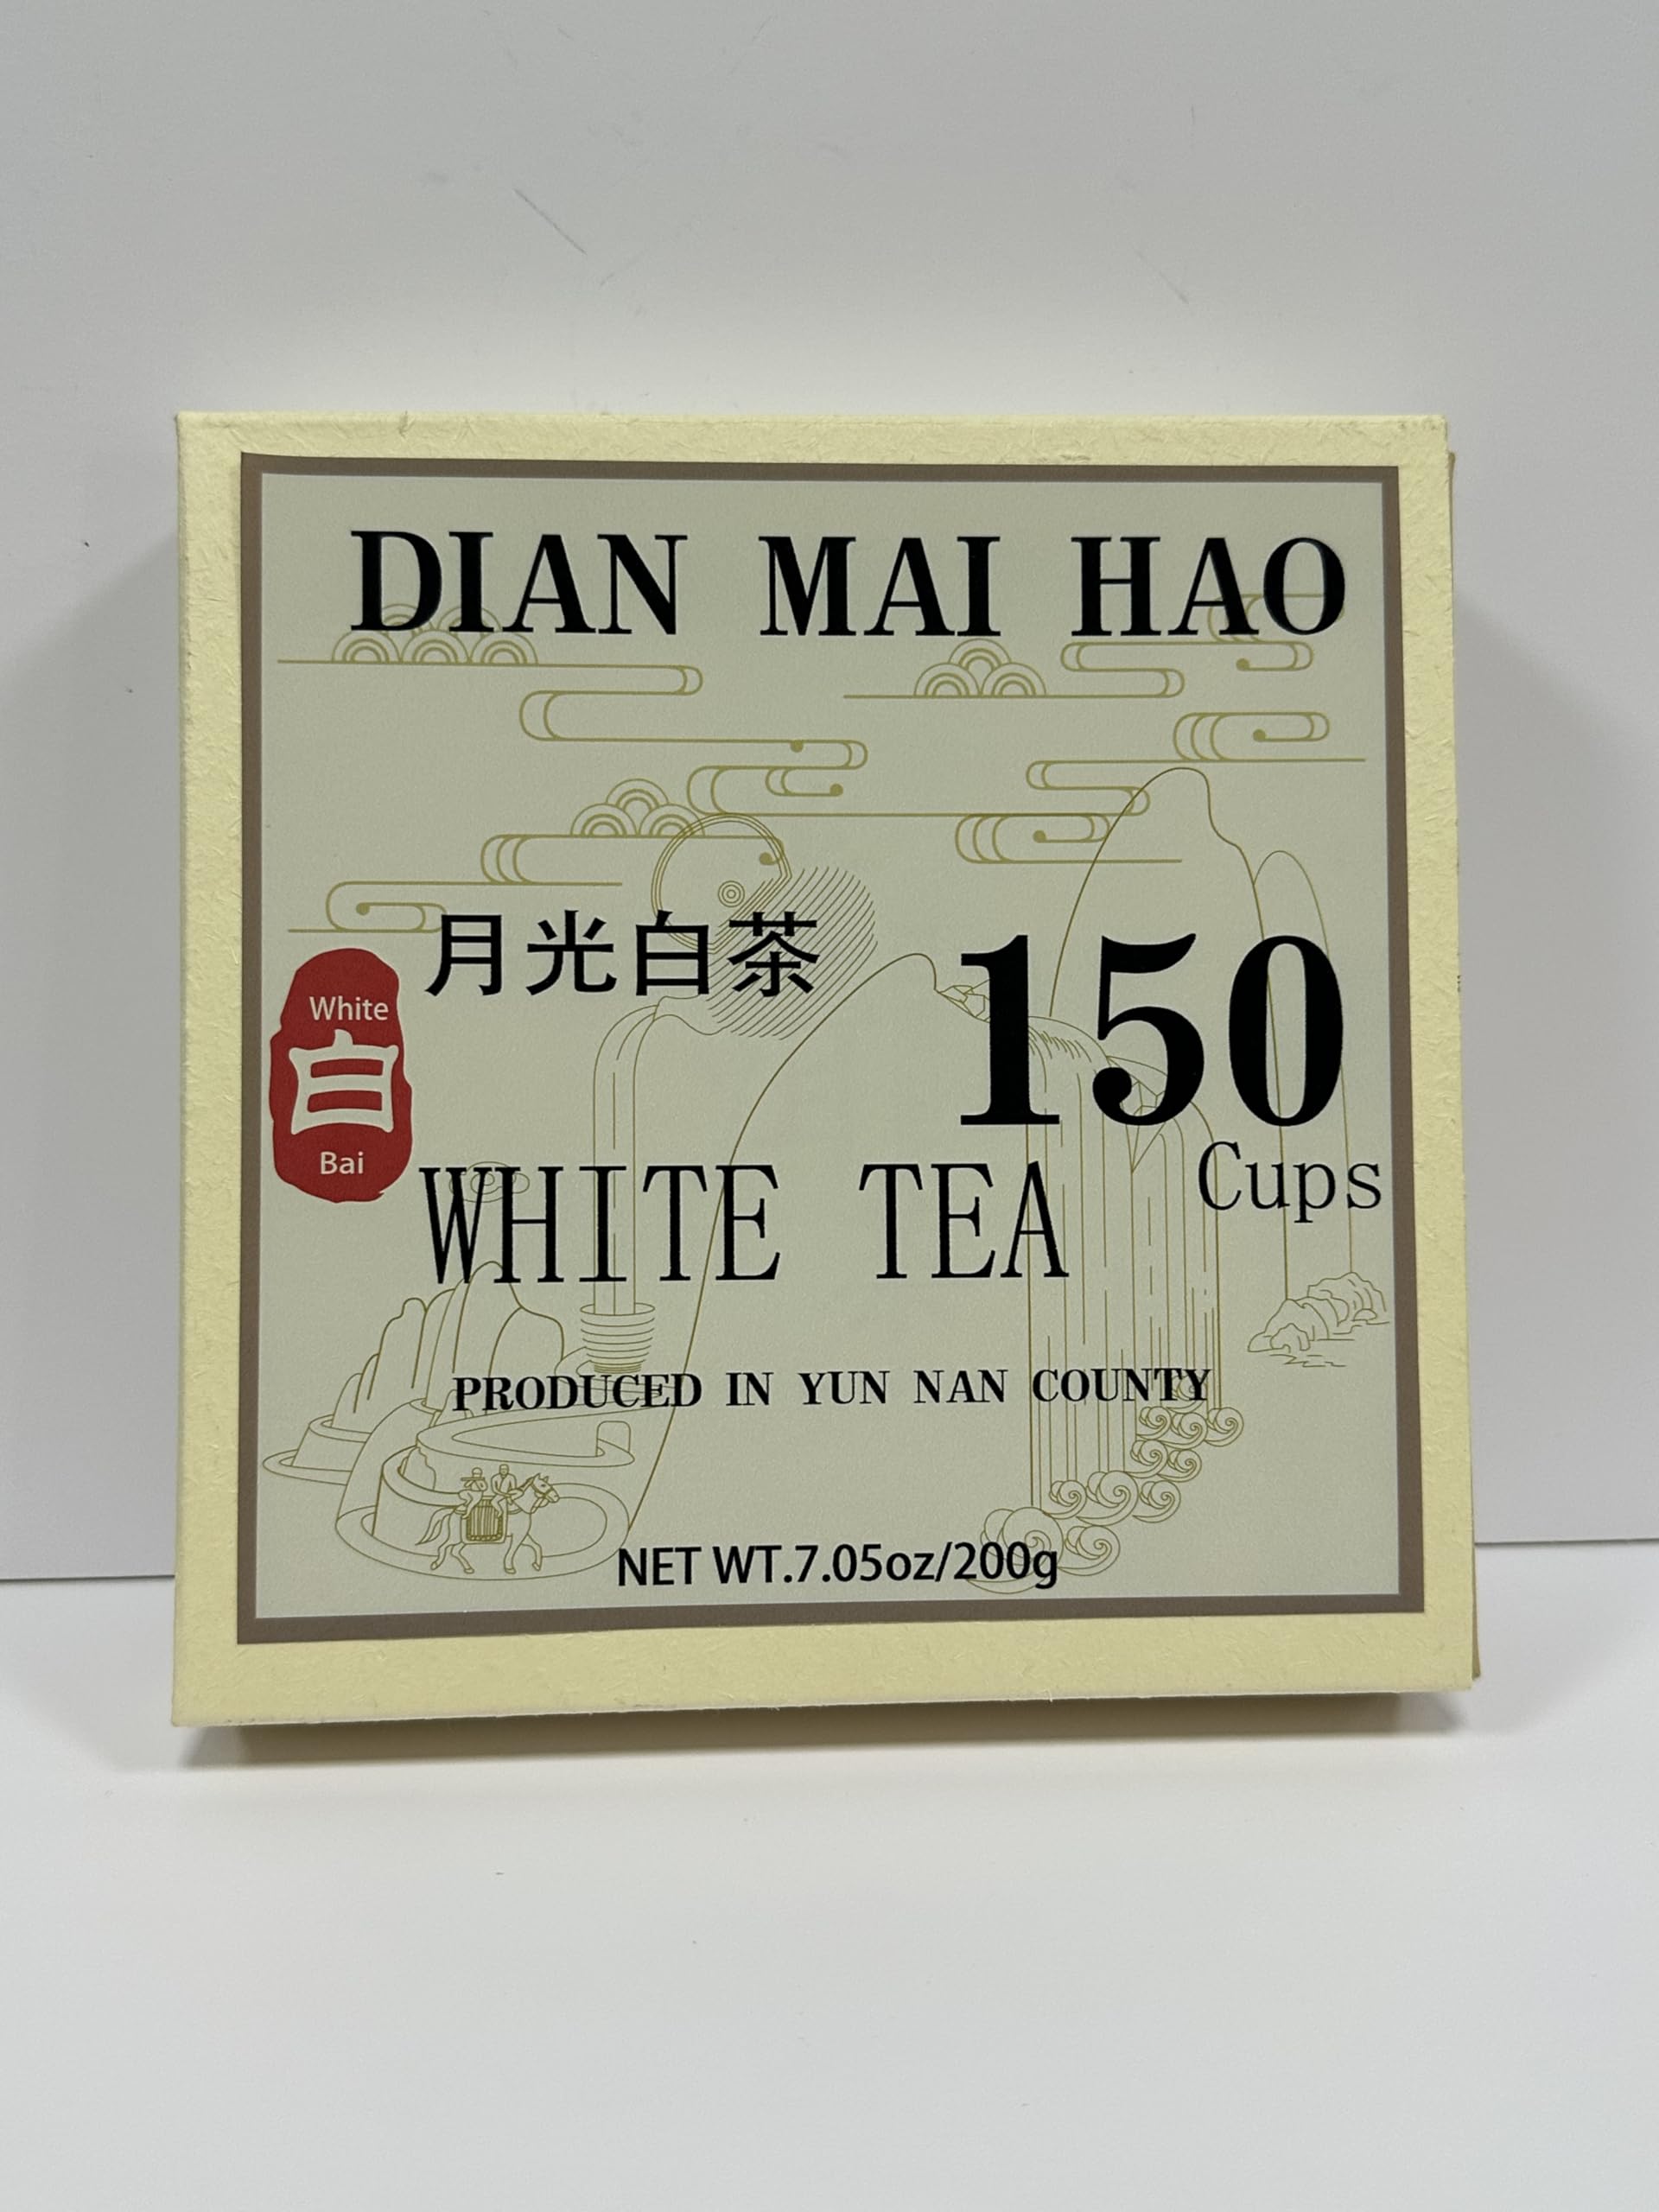 DIAN MAI HAO
月光白茶
150
Cups
White
白
Bai
WHITE TEA
PRODUCED IN YUN NAN COUNTY
NET WT.7.05oz/200g